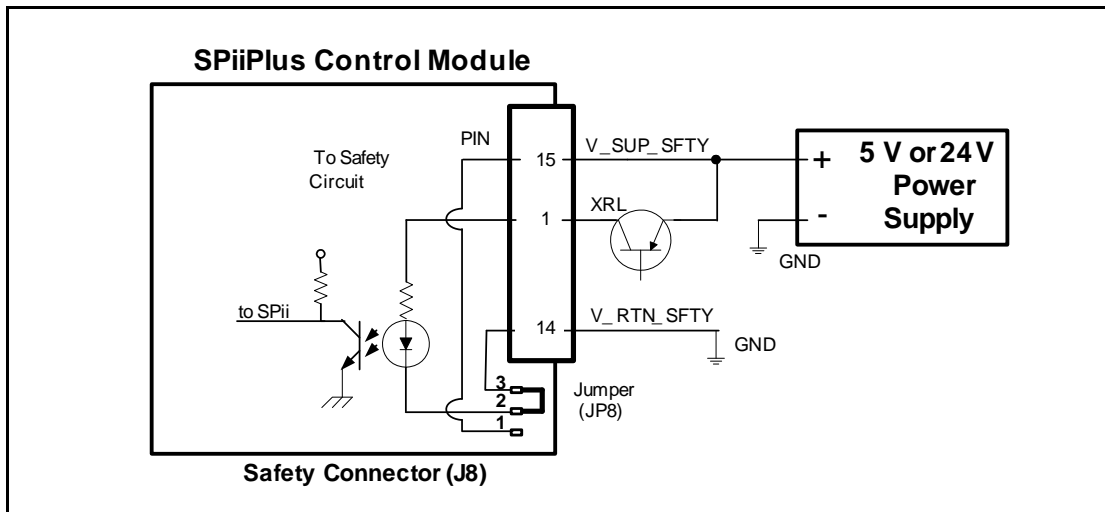 SPiiPlus Control Module
PIN
To Safety
Circuit
15
V_SUP_SFTY
+
5 V or 24 V
Power
Supply
1
XRL
-
GND
to SPii
14
V_RTN_SFTY
GND
3
2
1
Jumper
(JP8)
Safety Connector (J8)